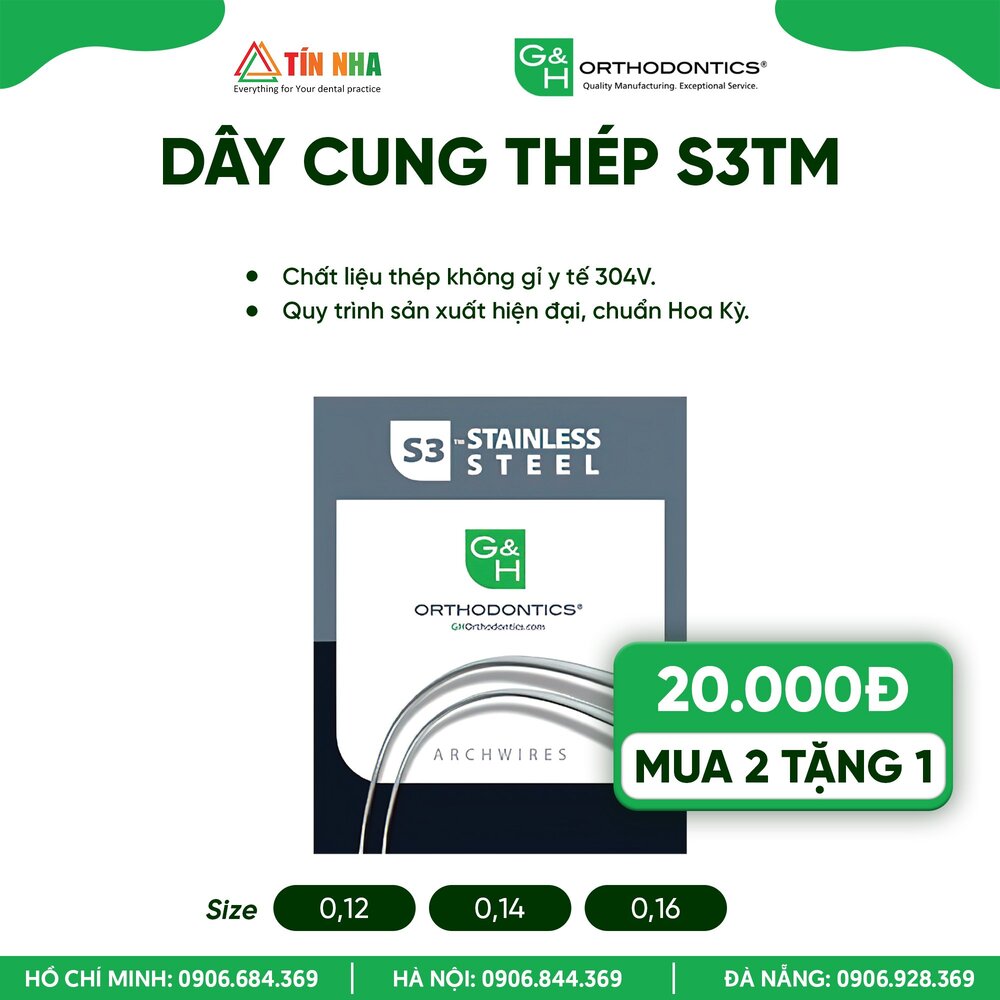 TÍN NHA
Everything for Your dental practice
G&H
ORTHODONTICS®
Quality Manufacturing. Exceptional Service.
DÂY CUNG THÉP S3TM
• Chất liệu thép không gỉ y tế 304V.
• Quy trình sản xuất hiện đại, chuẩn Hoa Kỳ.
S3™ STAINLESS
STEEL
G&H
ORTHODONTICS®
GHOrthodontics.com
ARCHWIRES
20.000Đ
MUA 2 TẶNG 1
Size 0,12 0,14 0,16
HỒ CHÍ MINH: 0906.684.369 | HÀ NỘI: 0906.844.369 | ĐÀ NẴNG: 0906.928.369